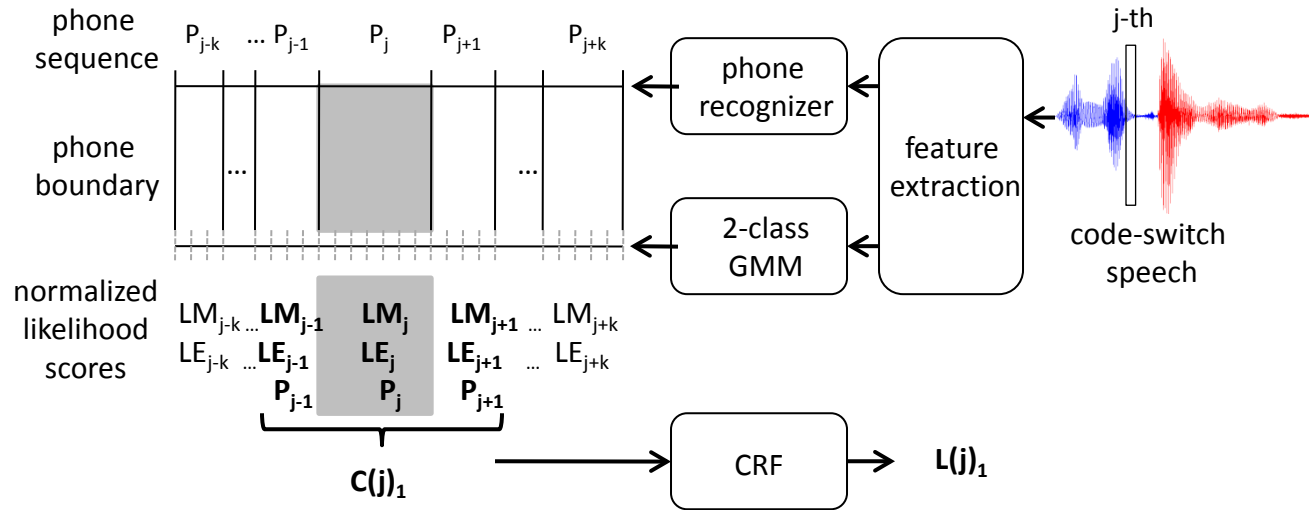 phone
sequence
P_{j-k} ... P_{j-1} P_j P_{j+1} P_{j+k}
phone
recognizer
j-th
phone
boundary
... ...
feature
extraction
2-class
GMM
code-switch
speech
normalized
likelihood
scores
LM_{j-k} ... LM_{j-1} LM_j LM_{j+1} ... LM_{j+k}
LE_{j-k} ... LE_{j-1} LE_j LE_{j+1} ... LE_{j+k}
P_{j-1} P_j P_{j+1}
C(j)_1
CRF
L(j)_1